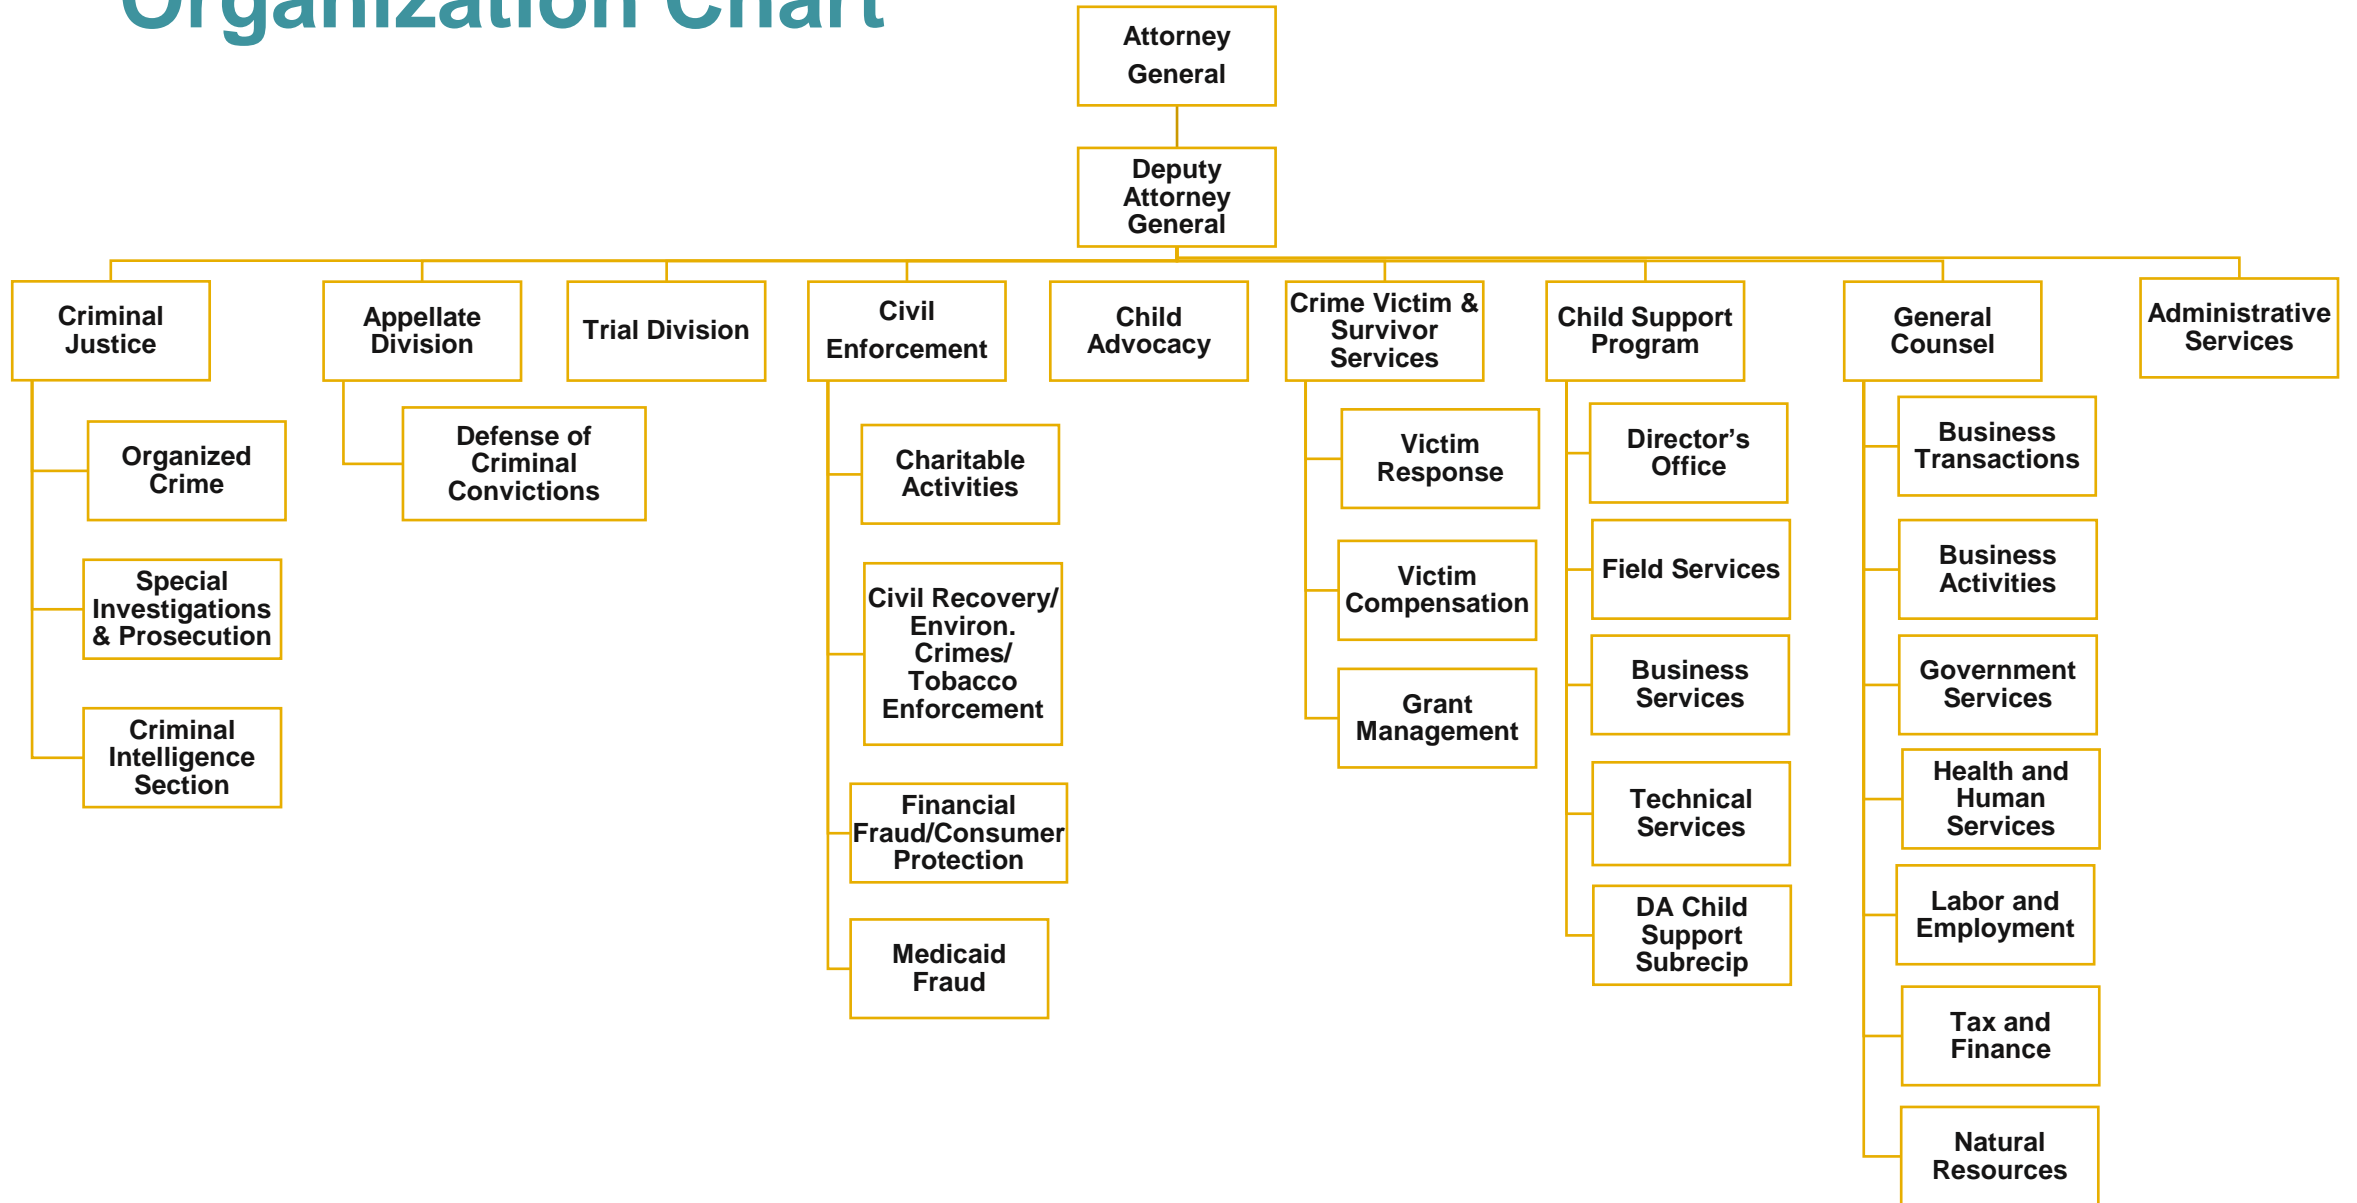 Organization Chart
Attorney
General
Deputy
Attorney
General
Criminal
Justice
Appellate
Division
Trial Division
Civil
Enforcement
Child
Advocacy
Crime Victim &
Survivor
Services
Child Support
Program
General
Counsel
Administrative
Services
Organized
Crime
Special
Investigations
& Prosecution
Criminal
Intelligence
Section
Defense of
Criminal
Convictions
Charitable
Activities
Civil Recovery/
Environ.
Crimes/
Tobacco
Enforcement
Financial
Fraud/Consumer
Protection
Medicaid
Fraud
Victim
Response
Victim
Compensation
Grant
Management
Director’s
Office
Field Services
Business
Services
Technical
Services
DA Child
Support
Subrecip
Business
Transactions
Business
Activities
Government
Services
Health and
Human
Services
Labor and
Employment
Tax and
Finance
Natural
Resources